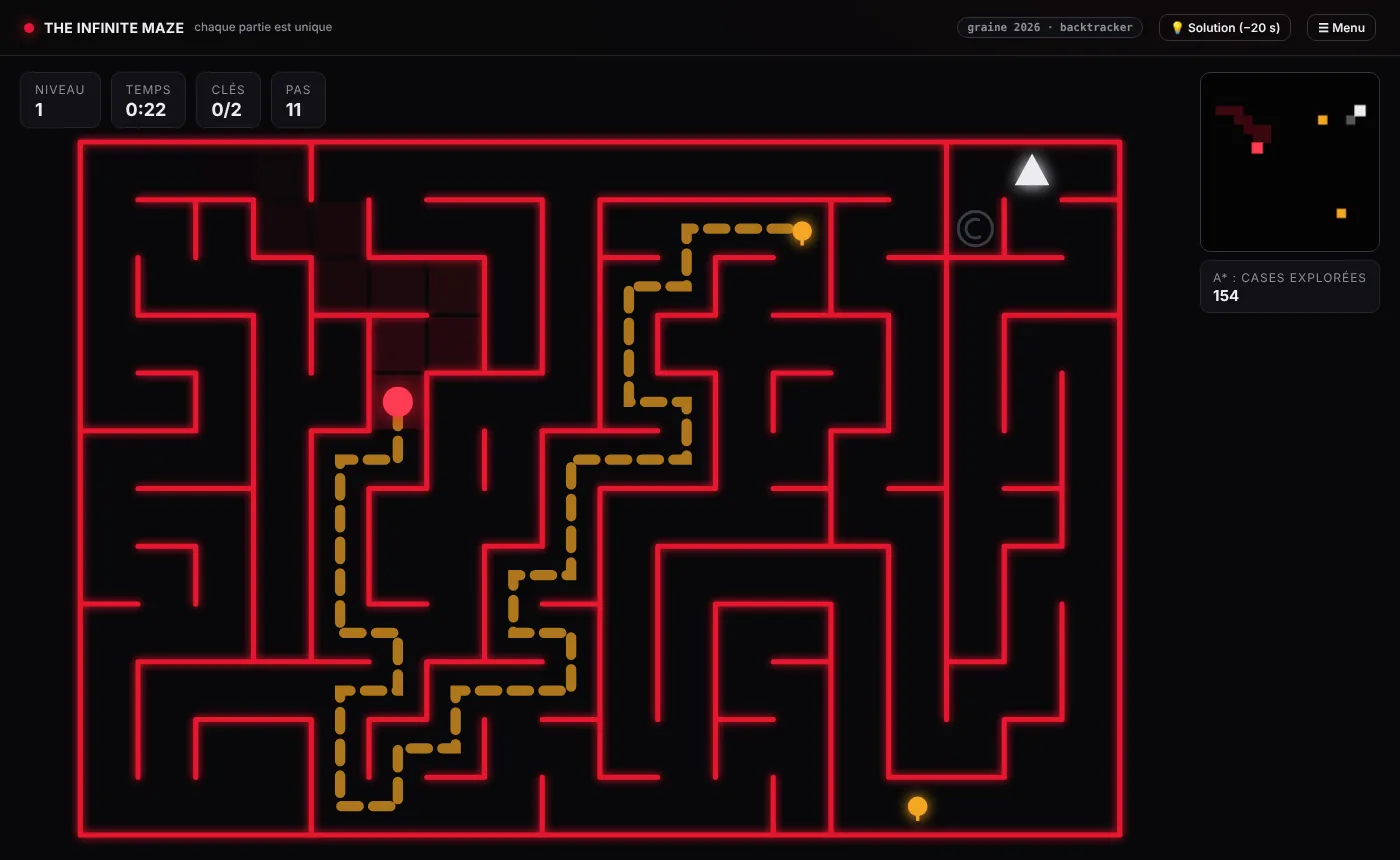 THE INFINITE MAZE chaque partie est unique
graine 2026 · backtracker
💡 Solution (−20 s)
☰ Menu
NIVEAU
1
TEMPS
0:22
CLÉS
0/2
PAS
11
©
A* : CASES EXPLORÉES
154